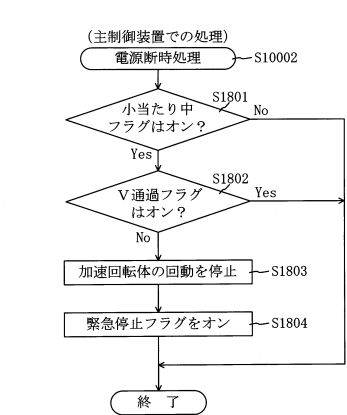 (主制御装置での処理)
電源断時処理
S10002
小当たり中
フラグはオン?
S1801
No
Yes
V通過フラグ
はオン?
S1802
Yes
No
加速回転体の回動を停止
S1803
緊急停止フラグをオン
S1804
終 了